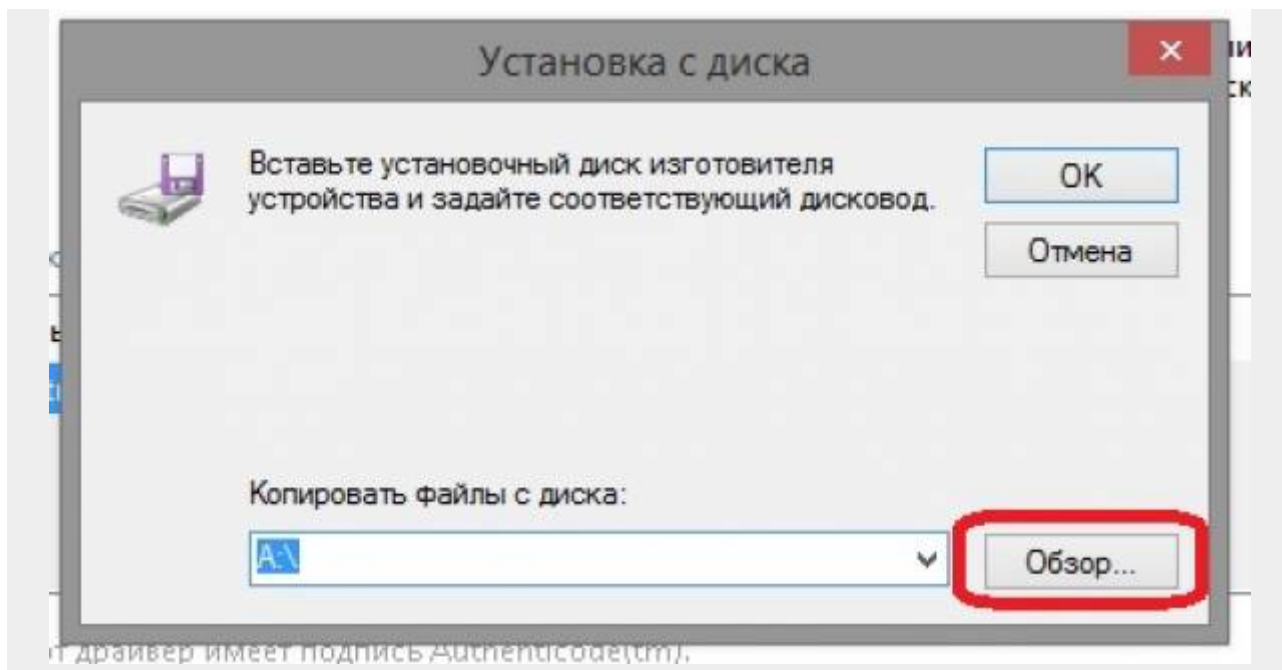 Установка с диска
Вставьте установочный диск изготовителя
устройства и задайте соответствующий дисковод.
OK
Отмена
Копировать файлы с диска:
A:\
Обзор...
драйвер имеет подпись Authenticode(tm).